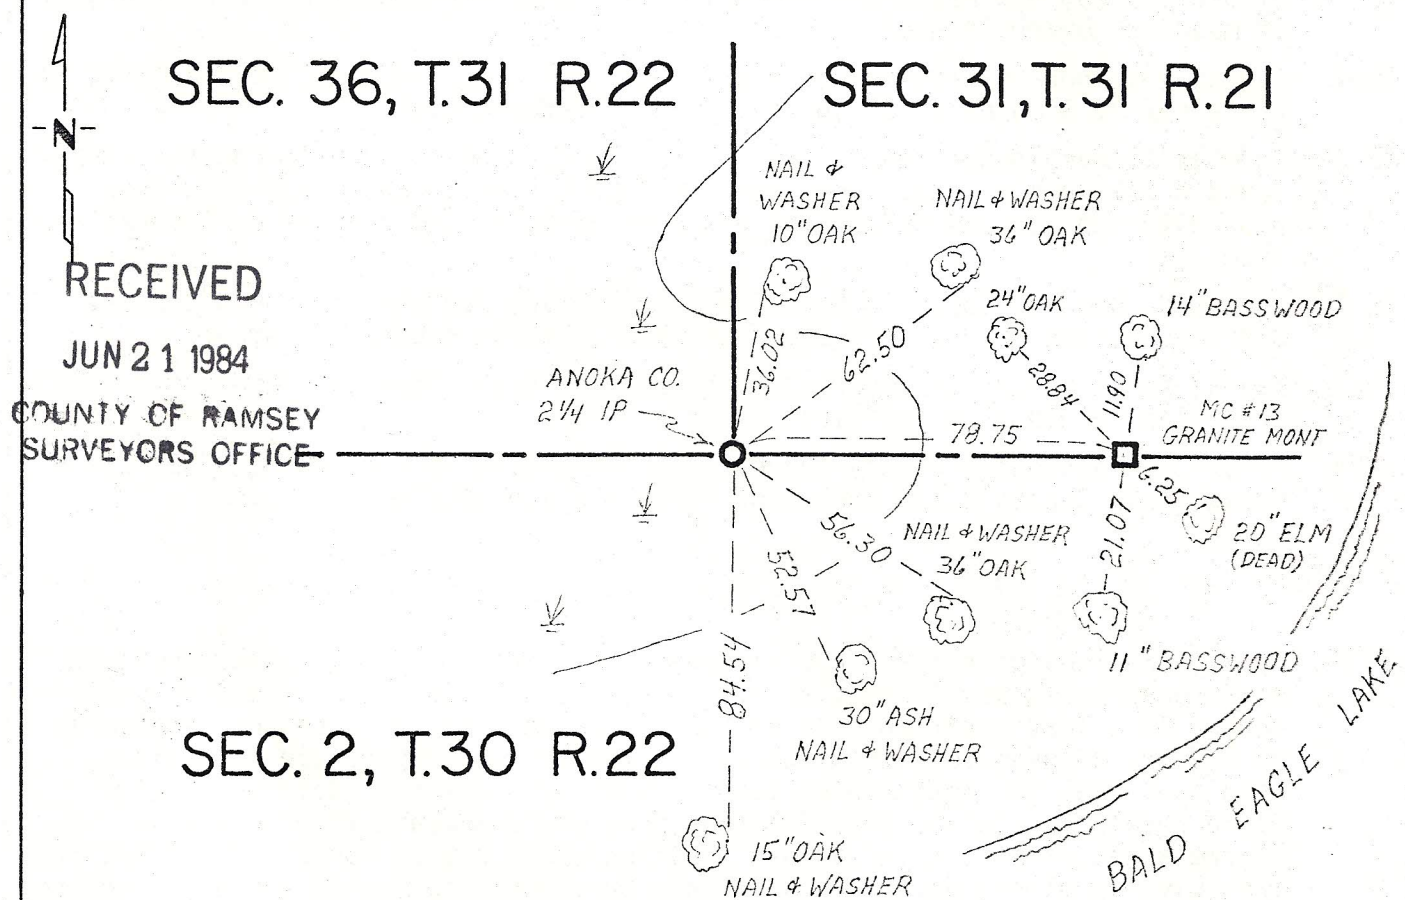 SEC. 36, T.31 R.22
SEC. 31, T.31 R.21
N
RECEIVED
JUN 21 1984
COUNTY OF RAMSEY
SURVEYORS OFFICE
NAIL &
WASHER
10" OAK
NAIL & WASHER
36" OAK
24" OAK
14" BASSWOOD
36.02
62.50
28.84
11.90
ANOKA CO.
2 1/4 IP
78.75
MC #13
GRANITE MONT
6.25
21.07
20" ELM
(DEAD)
56.30
NAIL & WASHER
36" OAK
52.57
84.54
11" BASSWOOD
30" ASH
NAIL & WASHER
SEC. 2, T.30 R.22
15" OAK
NAIL & WASHER
BALD EAGLE LAKE